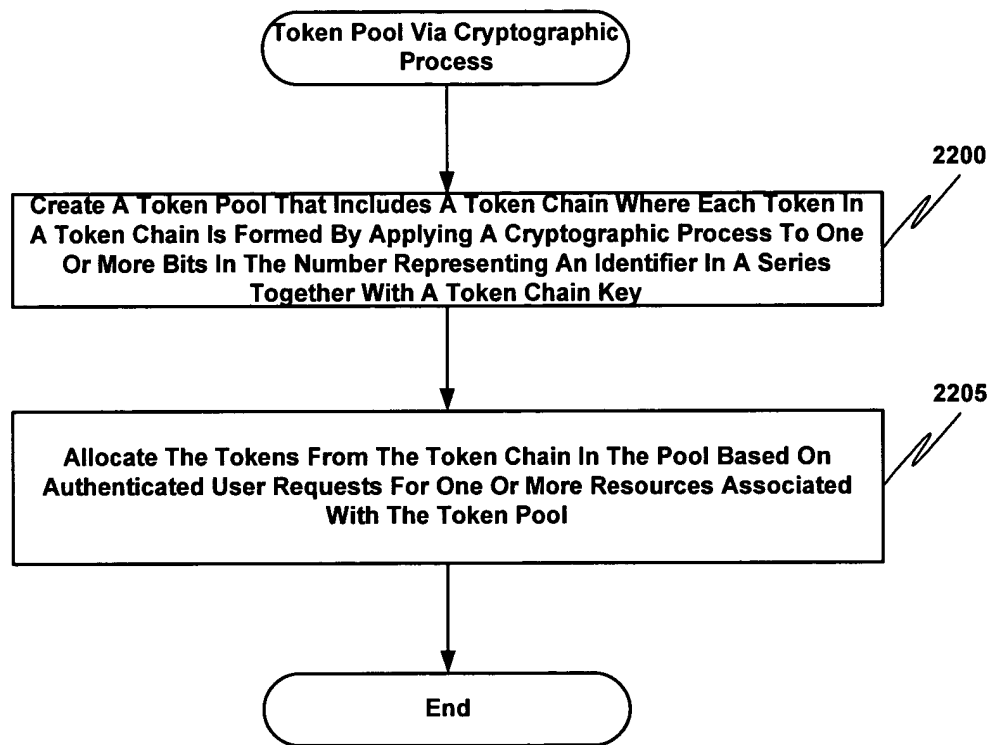 Token Pool Via Cryptographic
Process
2200
Create A Token Pool That Includes A Token Chain Where Each Token In
A Token Chain Is Formed By Applying A Cryptographic Process To One
Or More Bits In The Number Representing An Identifier In A Series
Together With A Token Chain Key
2205
Allocate The Tokens From The Token Chain In The Pool Based On
Authenticated User Requests For One Or More Resources Associated
With The Token Pool
End